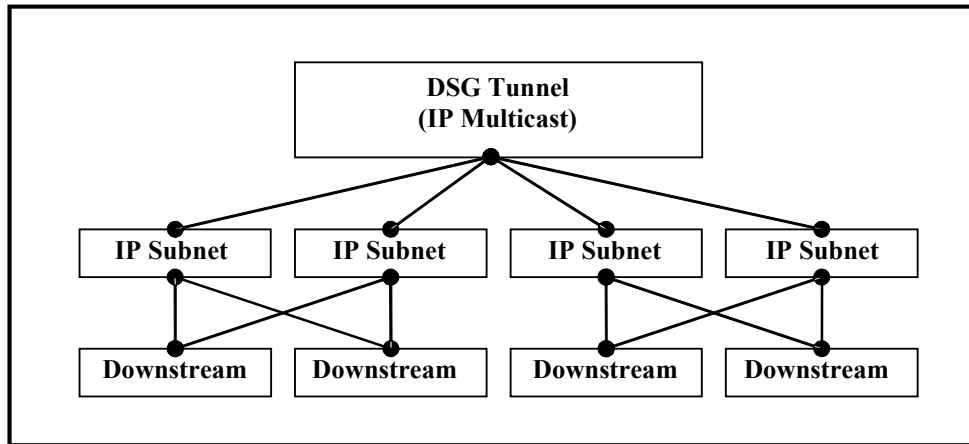 DSG Tunnel
(IP Multicast)
IP Subnet
IP Subnet
IP Subnet
IP Subnet
Downstream
Downstream
Downstream
Downstream